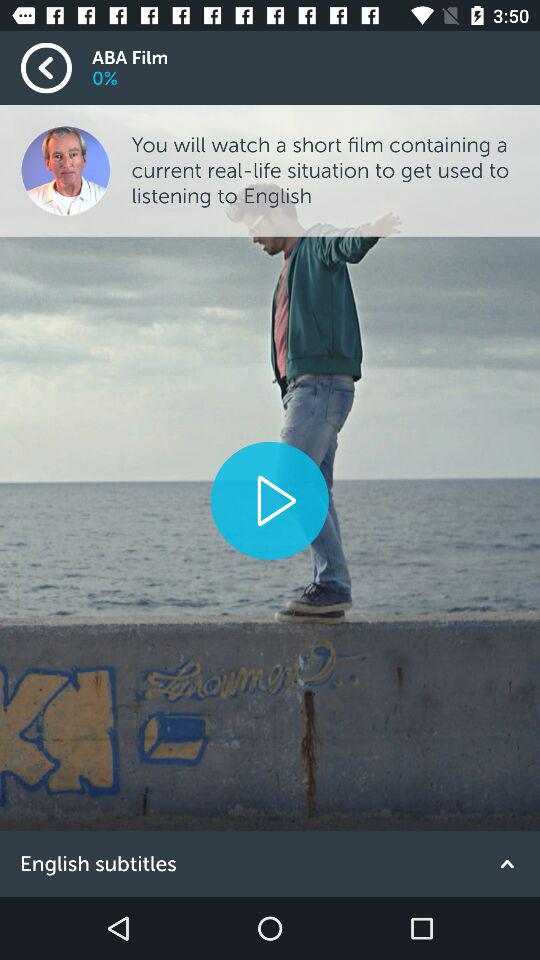 3:50
ABA Film
0%
You will watch a short film containing a
current real-life situation to get used to
listening to English
English subtitles